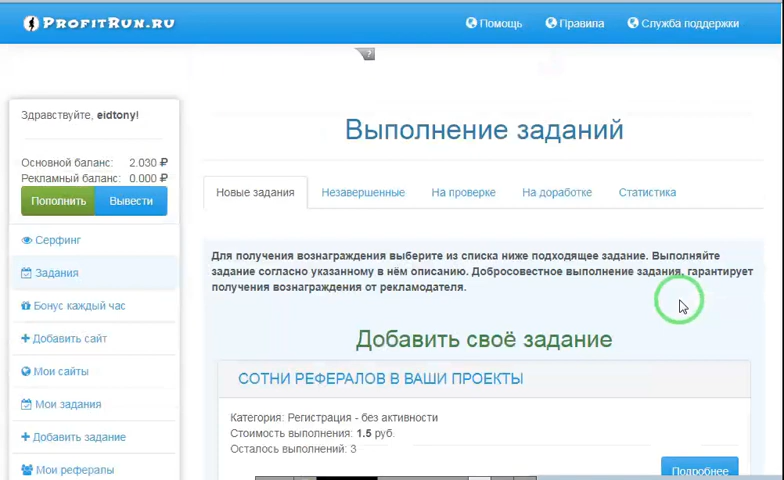 PROFITRUN.RU
Помощь
Правила
Служба поддержки
?
Здравствуйте, eidtony!
Основной баланс: 2.030 ₽
Рекламный баланс: 0.000 ₽
Пополнить
Вывести
Серфинг
Задания
Бонус каждый час
Добавить сайт
Мои сайты
Мои задания
Добавить задание
Мои рефералы
Выполнение заданий
Новые задания
Незавершенные
На проверке
На доработке
Статистика
Для получения вознаграждения выберите из списка ниже подходящее задание. Выполняйте
задание согласно указанному в нём описанию. Добросовестное выполнение задания, гарантирует
получения вознаграждения от рекламодателя.
Добавить своё задание
СОТНИ РЕФЕРАЛОВ В ВАШИ ПРОЕКТЫ
Категория: Регистрация - без активности
Стоимость выполнения: 1.5 руб.
Осталось выполнений: 3
Подробнее